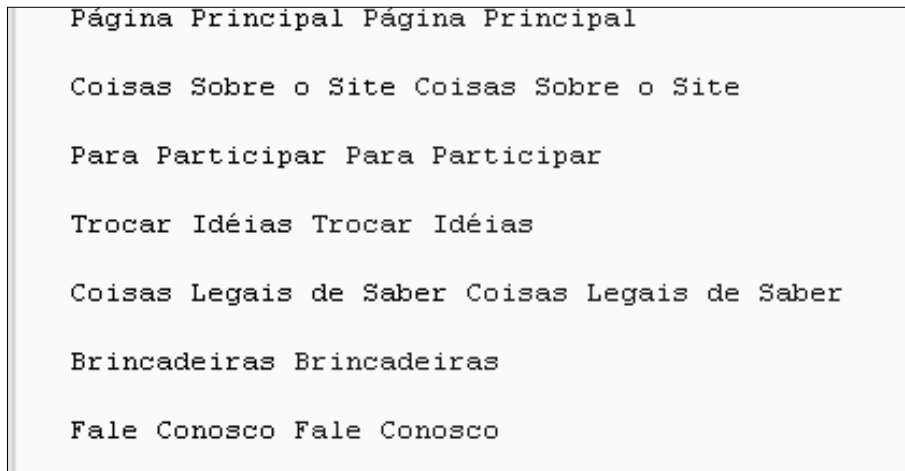 Página Principal Página Principal
Coisas Sobre o Site Coisas Sobre o Site
Para Participar Para Participar
Trocar Idéias Trocar Idéias
Coisas Legais de Saber Coisas Legais de Saber
Brincadeiras Brincadeiras
Fale Conosco Fale Conosco